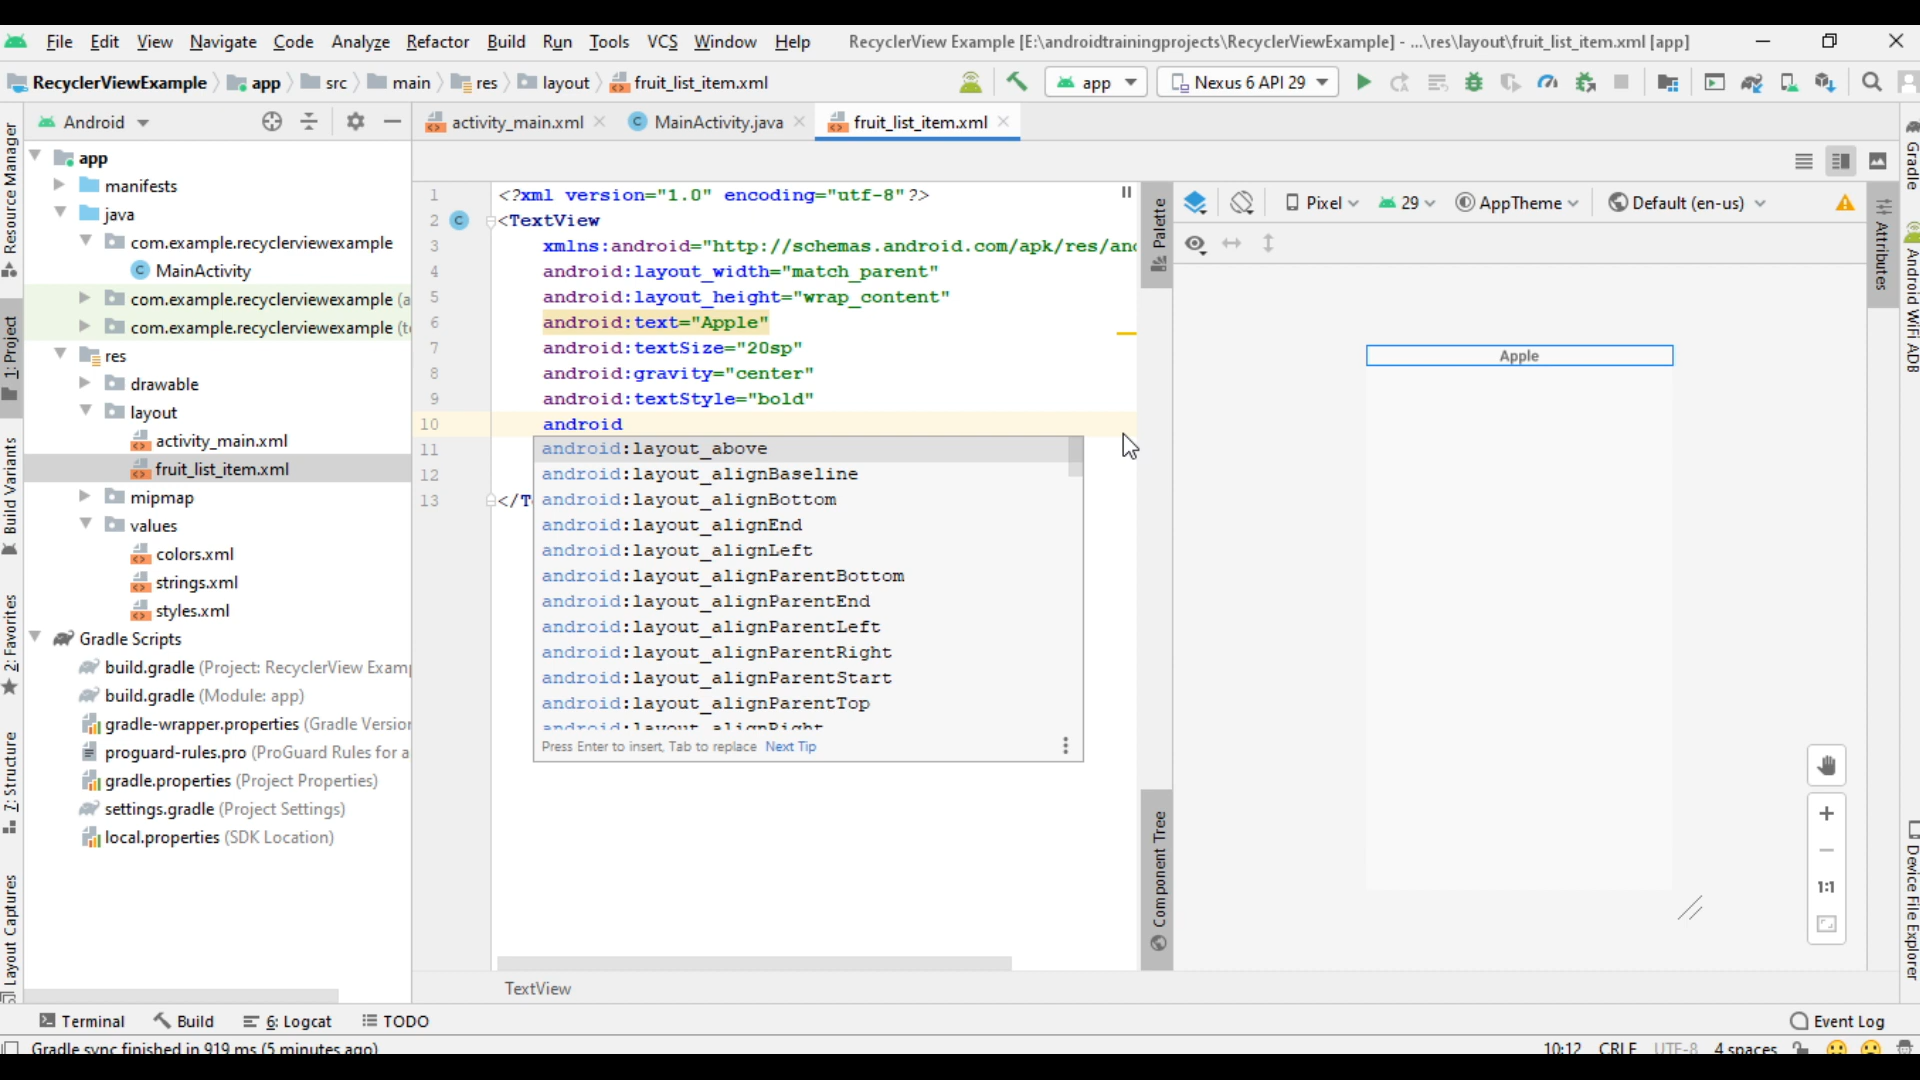 File Edit View Navigate Code Analyze Refactor Build Run Tools VCS Window Help RecyclerView Example [E:\androidtrainingprojects\RecyclerViewExample] - ...\res\layout\fruit_list_item.xml [app]
RecyclerViewExample app src main res layout fruit_list_item.xml app Nexus 6 API 29
Android activity_main.xml MainActivity.java fruit_list_item.xml
Resource Manager
1: Project
Build Variants
2: Favorites
7: Structure
Layout Captures
app
manifests
java
com.example.recyclerviewexample
MainActivity
com.example.recyclerviewexample (a
com.example.recyclerviewexample (t
res
drawable
layout
activity_main.xml
fruit_list_item.xml
mipmap
values
colors.xml
strings.xml
styles.xml
Gradle Scripts
build.gradle (Project: RecyclerView Exam
build.gradle (Module: app)
gradle-wrapper.properties (Gradle Version
proguard-rules.pro (ProGuard Rules for a
gradle.properties (Project Properties)
settings.gradle (Project Settings)
local.properties (SDK Location)
1 <?xml version="1.0" encoding="utf-8"?>
2 C <TextView
3 xmlns:android="http://schemas.android.com/apk/res/and
4 android:layout_width="match_parent"
5 android:layout_height="wrap_content"
6 android:text="Apple"
7 android:textSize="20sp"
8 android:gravity="center"
9 android:textStyle="bold"
10 android
11
12
13 </T
android:layout_above
android:layout_alignBaseline
android:layout_alignBottom
android:layout_alignEnd
android:layout_alignLeft
android:layout_alignParentBottom
android:layout_alignParentEnd
android:layout_alignParentLeft
android:layout_alignParentRight
android:layout_alignParentStart
android:layout_alignParentTop
android:layout_alignRight
Press Enter to insert, Tab to replace Next Tip
TextView
Palette
Component Tree
Pixel 29 AppTheme Default (en-us)
Apple
1:1
Attributes
Gradle
Android WiFi ADB
Device File Explorer
Terminal Build 6: Logcat TODO Event Log
Gradle sync finished in 919 ms (5 minutes ago) 10:12 CRLF UTF-8 4 spaces